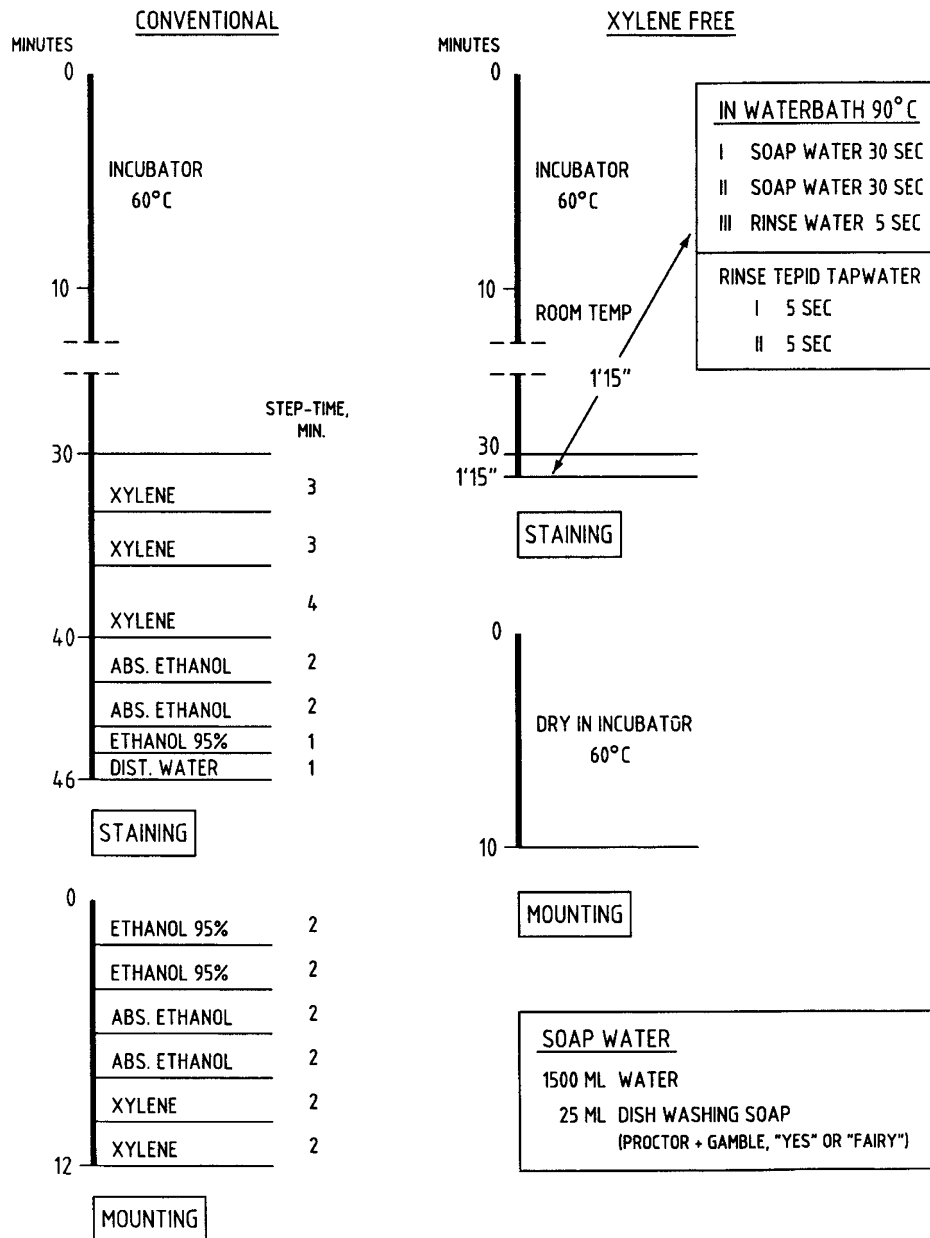 CONVENTIONAL
MINUTES
0
INCUBATOR
60°C
10
STEP-TIME,
MIN.
30
XYLENE 3
XYLENE 3
XYLENE 4
40
ABS. ETHANOL 2
ABS. ETHANOL 2
ETHANOL 95% 1
DIST. WATER 1
46
STAINING
0
ETHANOL 95% 2
ETHANOL 95% 2
ABS. ETHANOL 2
ABS. ETHANOL 2
XYLENE 2
XYLENE 2
12
MOUNTING
XYLENE FREE
MINUTES
0
INCUBATOR
60°C
10
ROOM TEMP
1'15"
30
1'15"
STAINING
IN WATERBATH 90°C
I SOAP WATER 30 SEC
II SOAP WATER 30 SEC
III RINSE WATER 5 SEC
RINSE TEPID TAPWATER
I 5 SEC
II 5 SEC
0
DRY IN INCUBATOR
60°C
10
MOUNTING
SOAP WATER
1500 ML WATER
25 ML DISH WASHING SOAP
(PROCTOR + GAMBLE, "YES" OR "FAIRY")